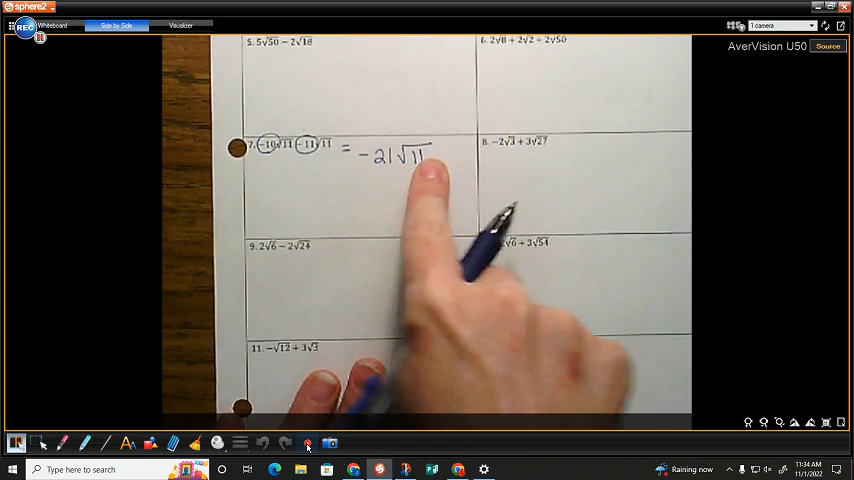 sphere2
REC
Whiteboard
Side by Side
Visualizer
1 camera
AverVision U50
Source
5. 5√50 − 2√18
6. 2√8 + 2√2 + 2√50
7. −10√11 − 11√11 = −21√11
8. −2√3 + 3√27
9. 2√6 − 2√24
√6 + 3√54
11. −√12 + 3√3
Type here to search
Raining now
11:34 AM
11/1/2022